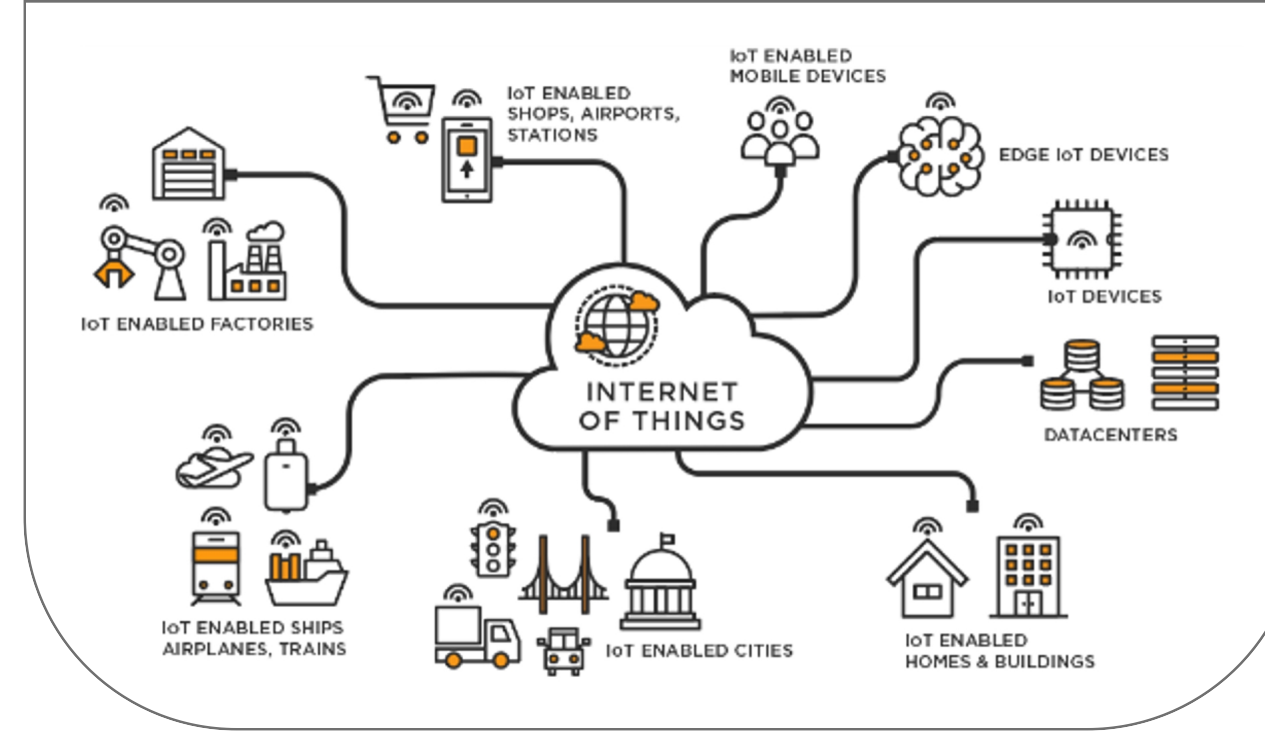 IoT ENABLED
MOBILE DEVICES
IoT ENABLED
SHOPS, AIRPORTS,
STATIONS
EDGE IoT DEVICES
IoT DEVICES
IoT ENABLED FACTORIES
INTERNET
OF THINGS
DATACENTERS
IoT ENABLED SHIPS
AIRPLANES, TRAINS
IoT ENABLED CITIES
IoT ENABLED
HOMES & BUILDINGS